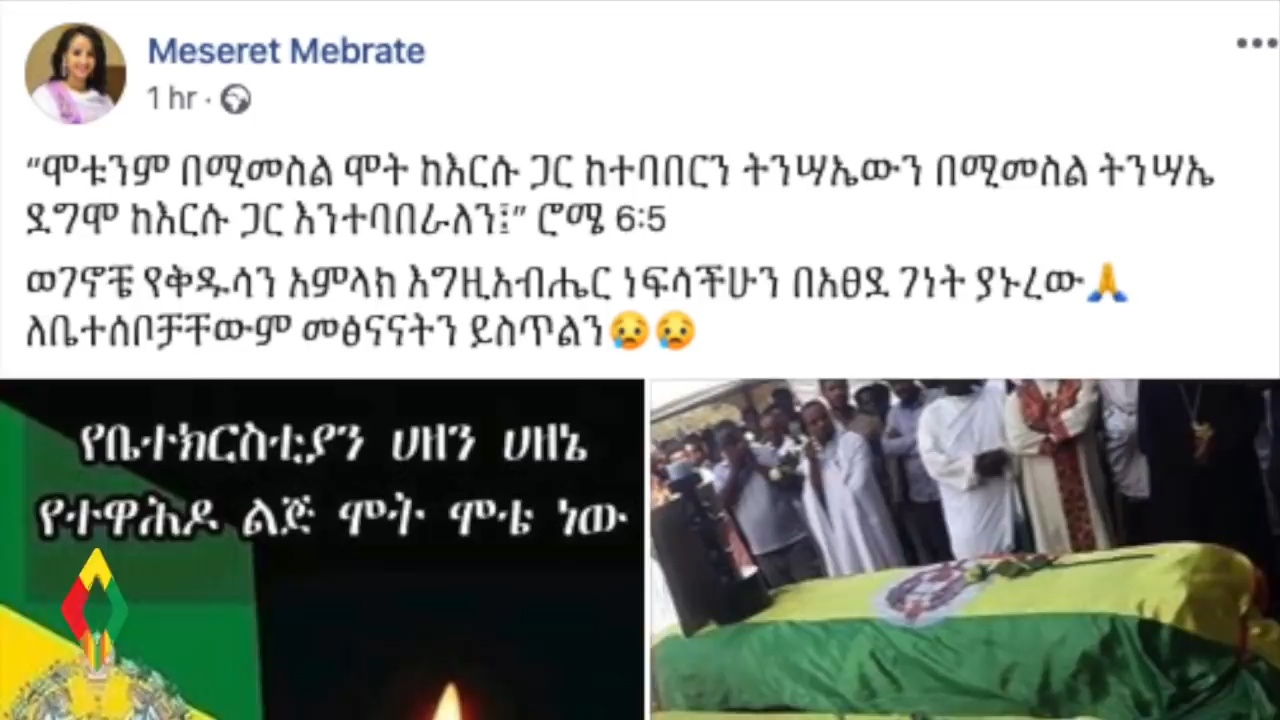 Meseret Mebrate
1 hr ·
“ሞቱንም በሚመስል ሞት ከእርሱ ጋር ከተባበርን ትንሣኤውን በሚመስል ትንሣኤ
ደግሞ ከእርሱ ጋር እንተባበራለን፤” ሮሜ 6:5
ወገኖቼ የቅዱሳን አምላክ እግዚአብሔር ነፍሳችሁን በአፀደ ገነት ያኑረው🙏
ለቤተሰቦቻቸውም መፅናናትን ይስጥልን😢😢
የቤተክርስቲያን ሀዘን ሀዘኔ
የተዋሕዶ ልጅ ሞት ሞቴ ነው